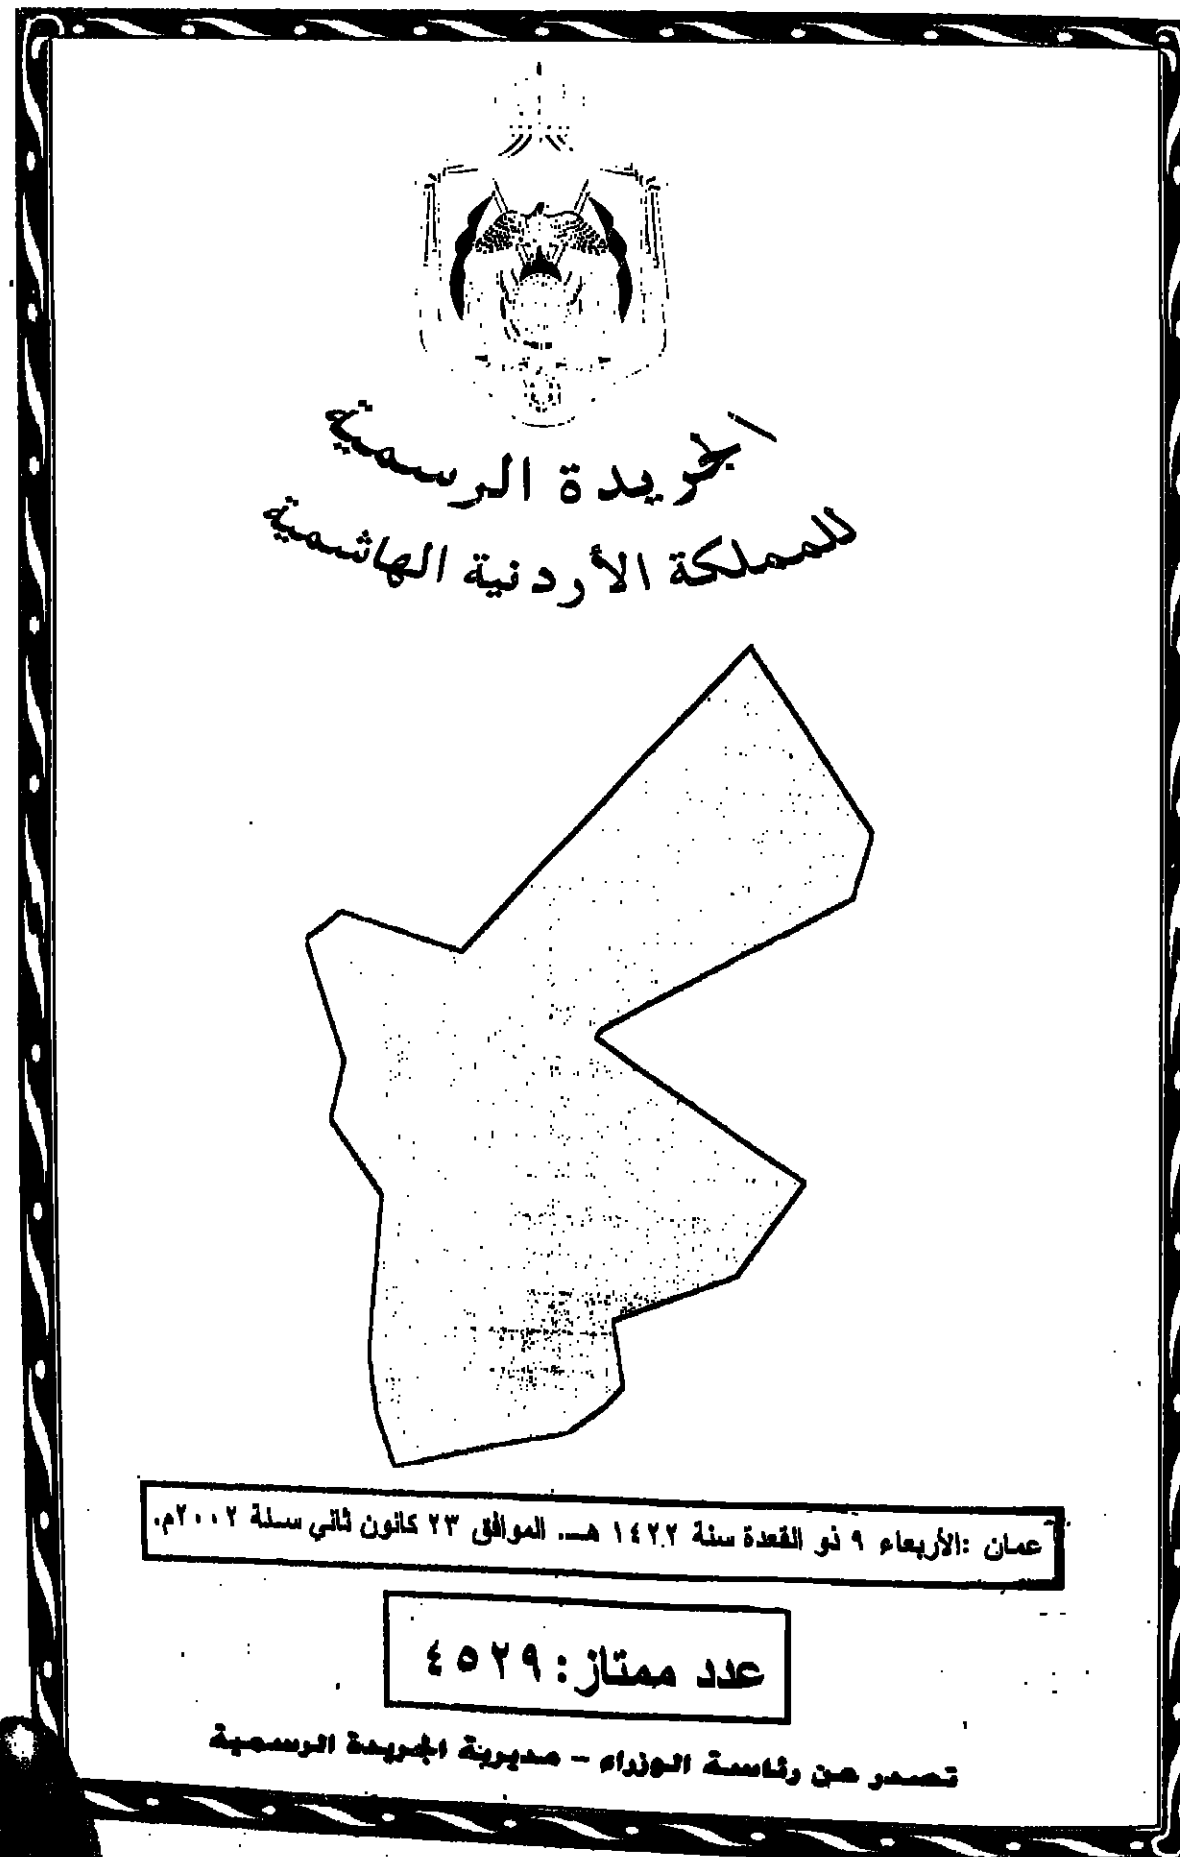 الجريدة الرسمية
للمملكة الأردنية الهاشمية
عمان :الأربعاء ٩ ذو القعدة سنة ١٤٢٢ هـ. الموافق ٢٣ كانون ثاني سنة ٢٠٠٢م.
عدد ممتاز: ٤٥٢٩
تصدر عن رئاسة الوزراء - مديرية الجريدة الرسمية